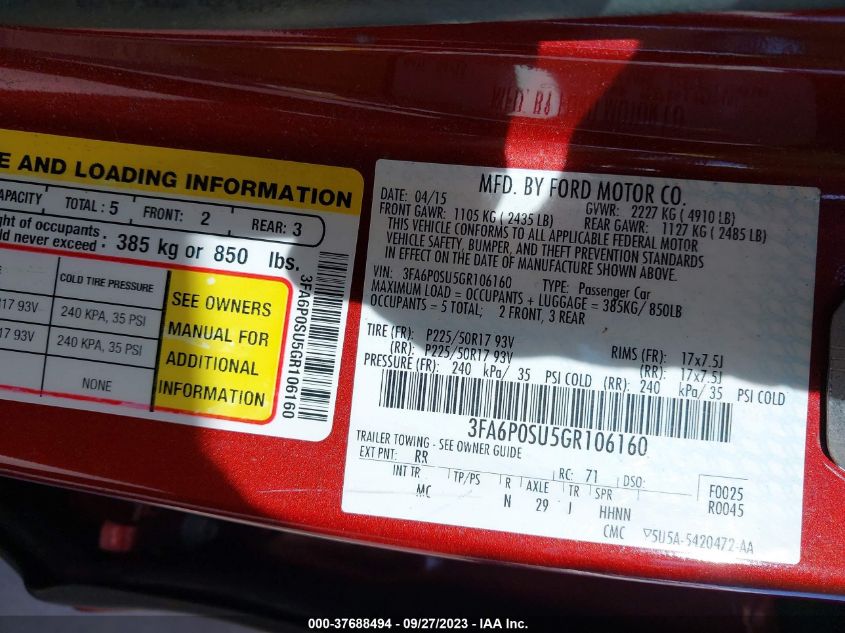 E AND LOADING INFORMATION
APACITY TOTAL : 5 FRONT: 2 REAR: 3
ght of occupants
ld never exceed : 385 kg or 850 lbs.
COLD TIRE PRESSURE
R17 93V 240 KPA, 35 PSI
R17 93V 240 KPA, 35 PSI
NONE
SEE OWNERS
MANUAL FOR
ADDITIONAL
INFORMATION
3FA6P0SU5GR106160
MFD. BY FORD MOTOR CO.
DATE: 04/15 GVWR: 2227 KG ( 4910 LB)
FRONT GAWR: 1105 KG ( 2435 LB) REAR GAWR: 1127 KG ( 2485 LB)
THIS VEHICLE CONFORMS TO ALL APPLICABLE FEDERAL MOTOR
VEHICLE SAFETY, BUMPER, AND THEFT PREVENTION STANDARDS
IN EFFECT ON THE DATE OF MANUFACTURE SHOWN ABOVE.
VIN: 3FA6P0SU5GR106160 TYPE: Passenger Car
MAXIMUM LOAD = OCCUPANTS + LUGGAGE = 385KG/ 850LB
OCCUPANTS = 5 TOTAL; 2 FRONT, 3 REAR
TIRE (FR): P225/50R17 93V RIMS (FR): 17x7.5J
(RR): P225/50R17 93V (RR): 17x7.5J
PRESSURE (FR): 240 kPa/ 35 PSI COLD (RR): 240 kPa/ 35 PSI COLD
3FA6P0SU5GR106160
TRAILER TOWING - SEE OWNER GUIDE
EXT PNT: RR RC: 71 DSO: F0025
INT TR TP/PS R AXLE TR SPR R0045
MC N 29 I HHNN
CMC 5U5A-5420472-AA
000-37688494 - 09/27/2023 - IAA Inc.